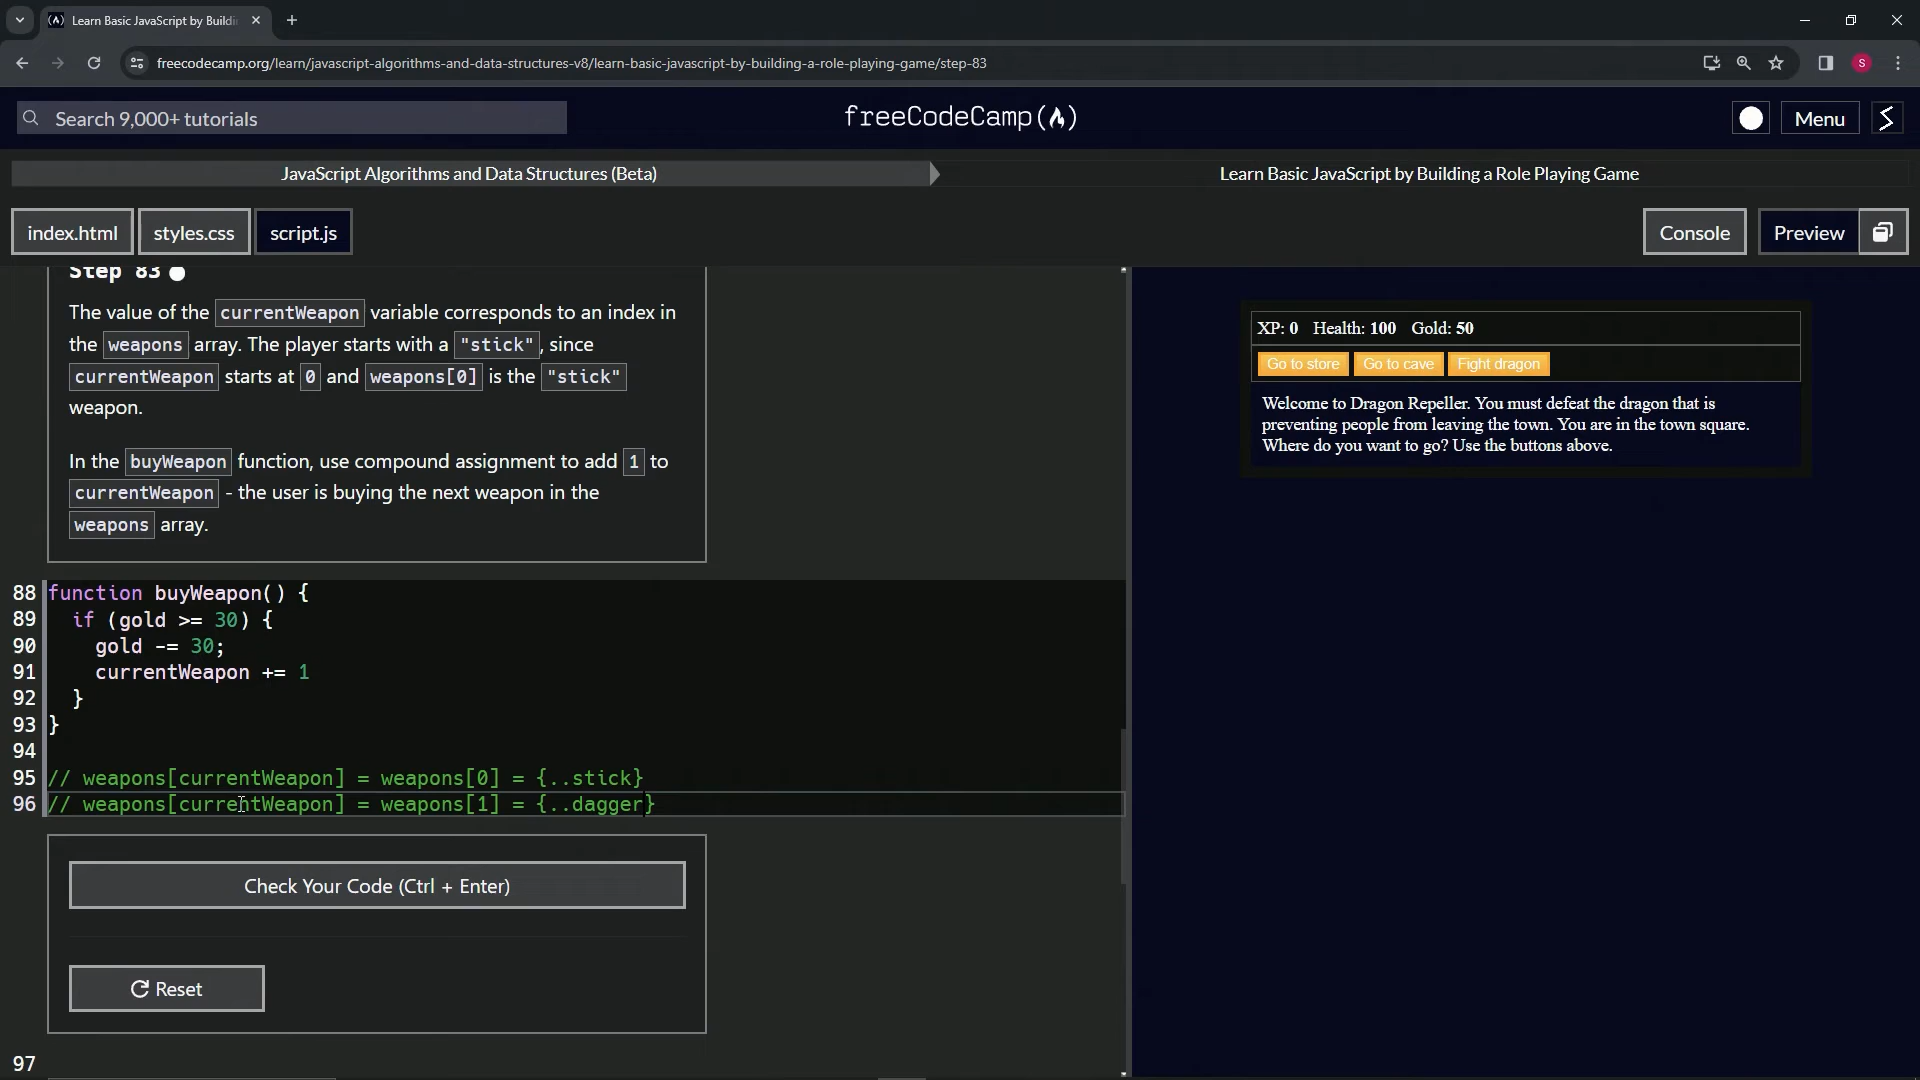 Learn Basic JavaScript by Buildi
freecodecamp.org/learn/javascript-algorithms-and-data-structures-v8/learn-basic-javascript-by-building-a-role-playing-game/step-83
S
Search 9,000+ tutorials
freeCodeCamp
Menu
JavaScript Algorithms and Data Structures (Beta)
Learn Basic JavaScript by Building a Role Playing Game
index.html
styles.css
script.js
Console
Preview
Step 83
The value of the currentWeapon variable corresponds to an index in
the weapons array. The player starts with a "stick", since
currentWeapon starts at 0 and weapons[0] is the "stick"
weapon.
In the buyWeapon function, use compound assignment to add 1 to
currentWeapon - the user is buying the next weapon in the
weapons array.
88 function buyWeapon() {
89 if (gold >= 30) {
90 gold -= 30;
91 currentWeapon += 1
92 }
93 }
94
95 // weapons[currentWeapon] = weapons[0] = {..stick}
96 // weapons[currentWeapon] = weapons[1] = {..dagger}
Check Your Code (Ctrl + Enter)
Reset
97
XP: 0 Health: 100 Gold: 50
Go to store
Go to cave
Fight dragon
Welcome to Dragon Repeller. You must defeat the dragon that is
preventing people from leaving the town. You are in the town square.
Where do you want to go? Use the buttons above.